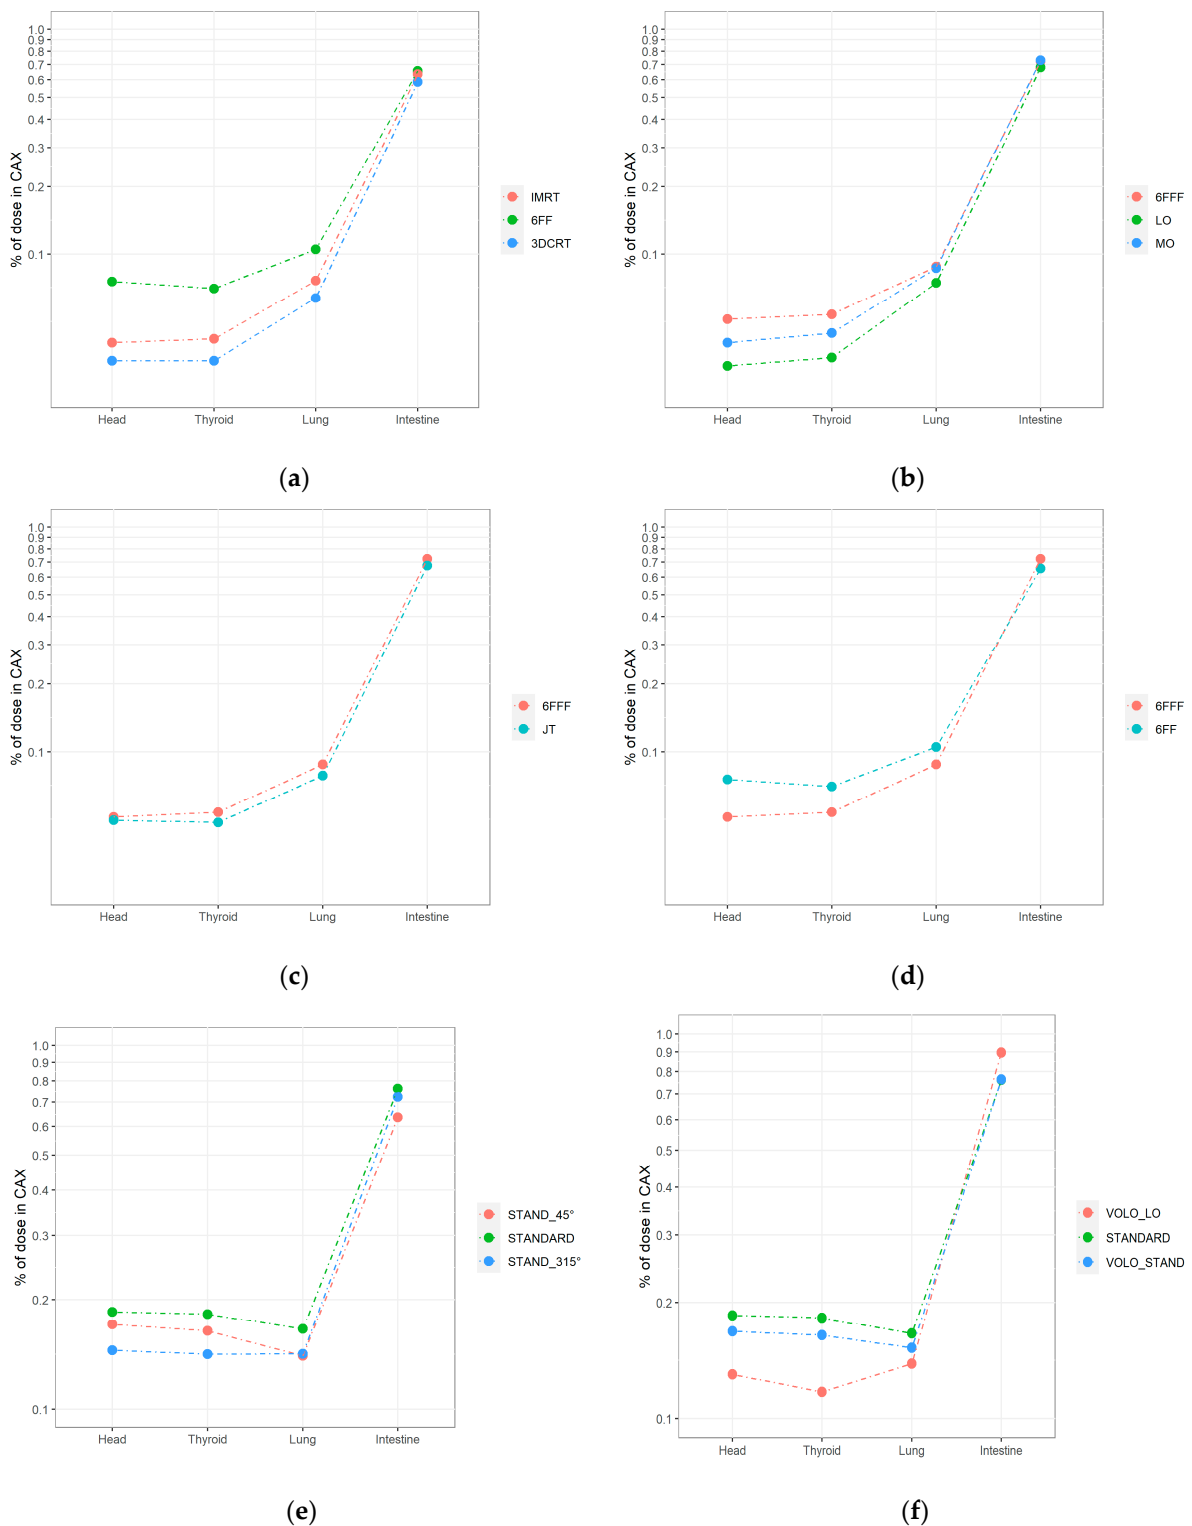 % of dose in CAX
1.0
0.9
0.8
0.7
0.6
0.5
0.4
0.3
0.2
0.1
Head Thyroid Lung Intestine
IMRT
6FF
3DCRT
(a)
% of dose in CAX
1.0
0.9
0.8
0.7
0.6
0.5
0.4
0.3
0.2
0.1
Head Thyroid Lung Intestine
6FFF
LO
MO
(b)
% of dose in CAX
1.0
0.9
0.8
0.7
0.6
0.5
0.4
0.3
0.2
0.1
Head Thyroid Lung Intestine
6FFF
JT
(c)
% of dose in CAX
1.0
0.9
0.8
0.7
0.6
0.5
0.4
0.3
0.2
0.1
Head Thyroid Lung Intestine
6FFF
6FF
(d)
% of dose in CAX
1.0
0.9
0.8
0.7
0.6
0.5
0.4
0.3
0.2
0.1
Head Thyroid Lung Intestine
STAND_45°
STANDARD
STAND_315°
(e)
% of dose in CAX
1.0
0.9
0.8
0.7
0.6
0.5
0.4
0.3
0.2
0.1
Head Thyroid Lung Intestine
VOLO_LO
STANDARD
VOLO_STAND
(f)